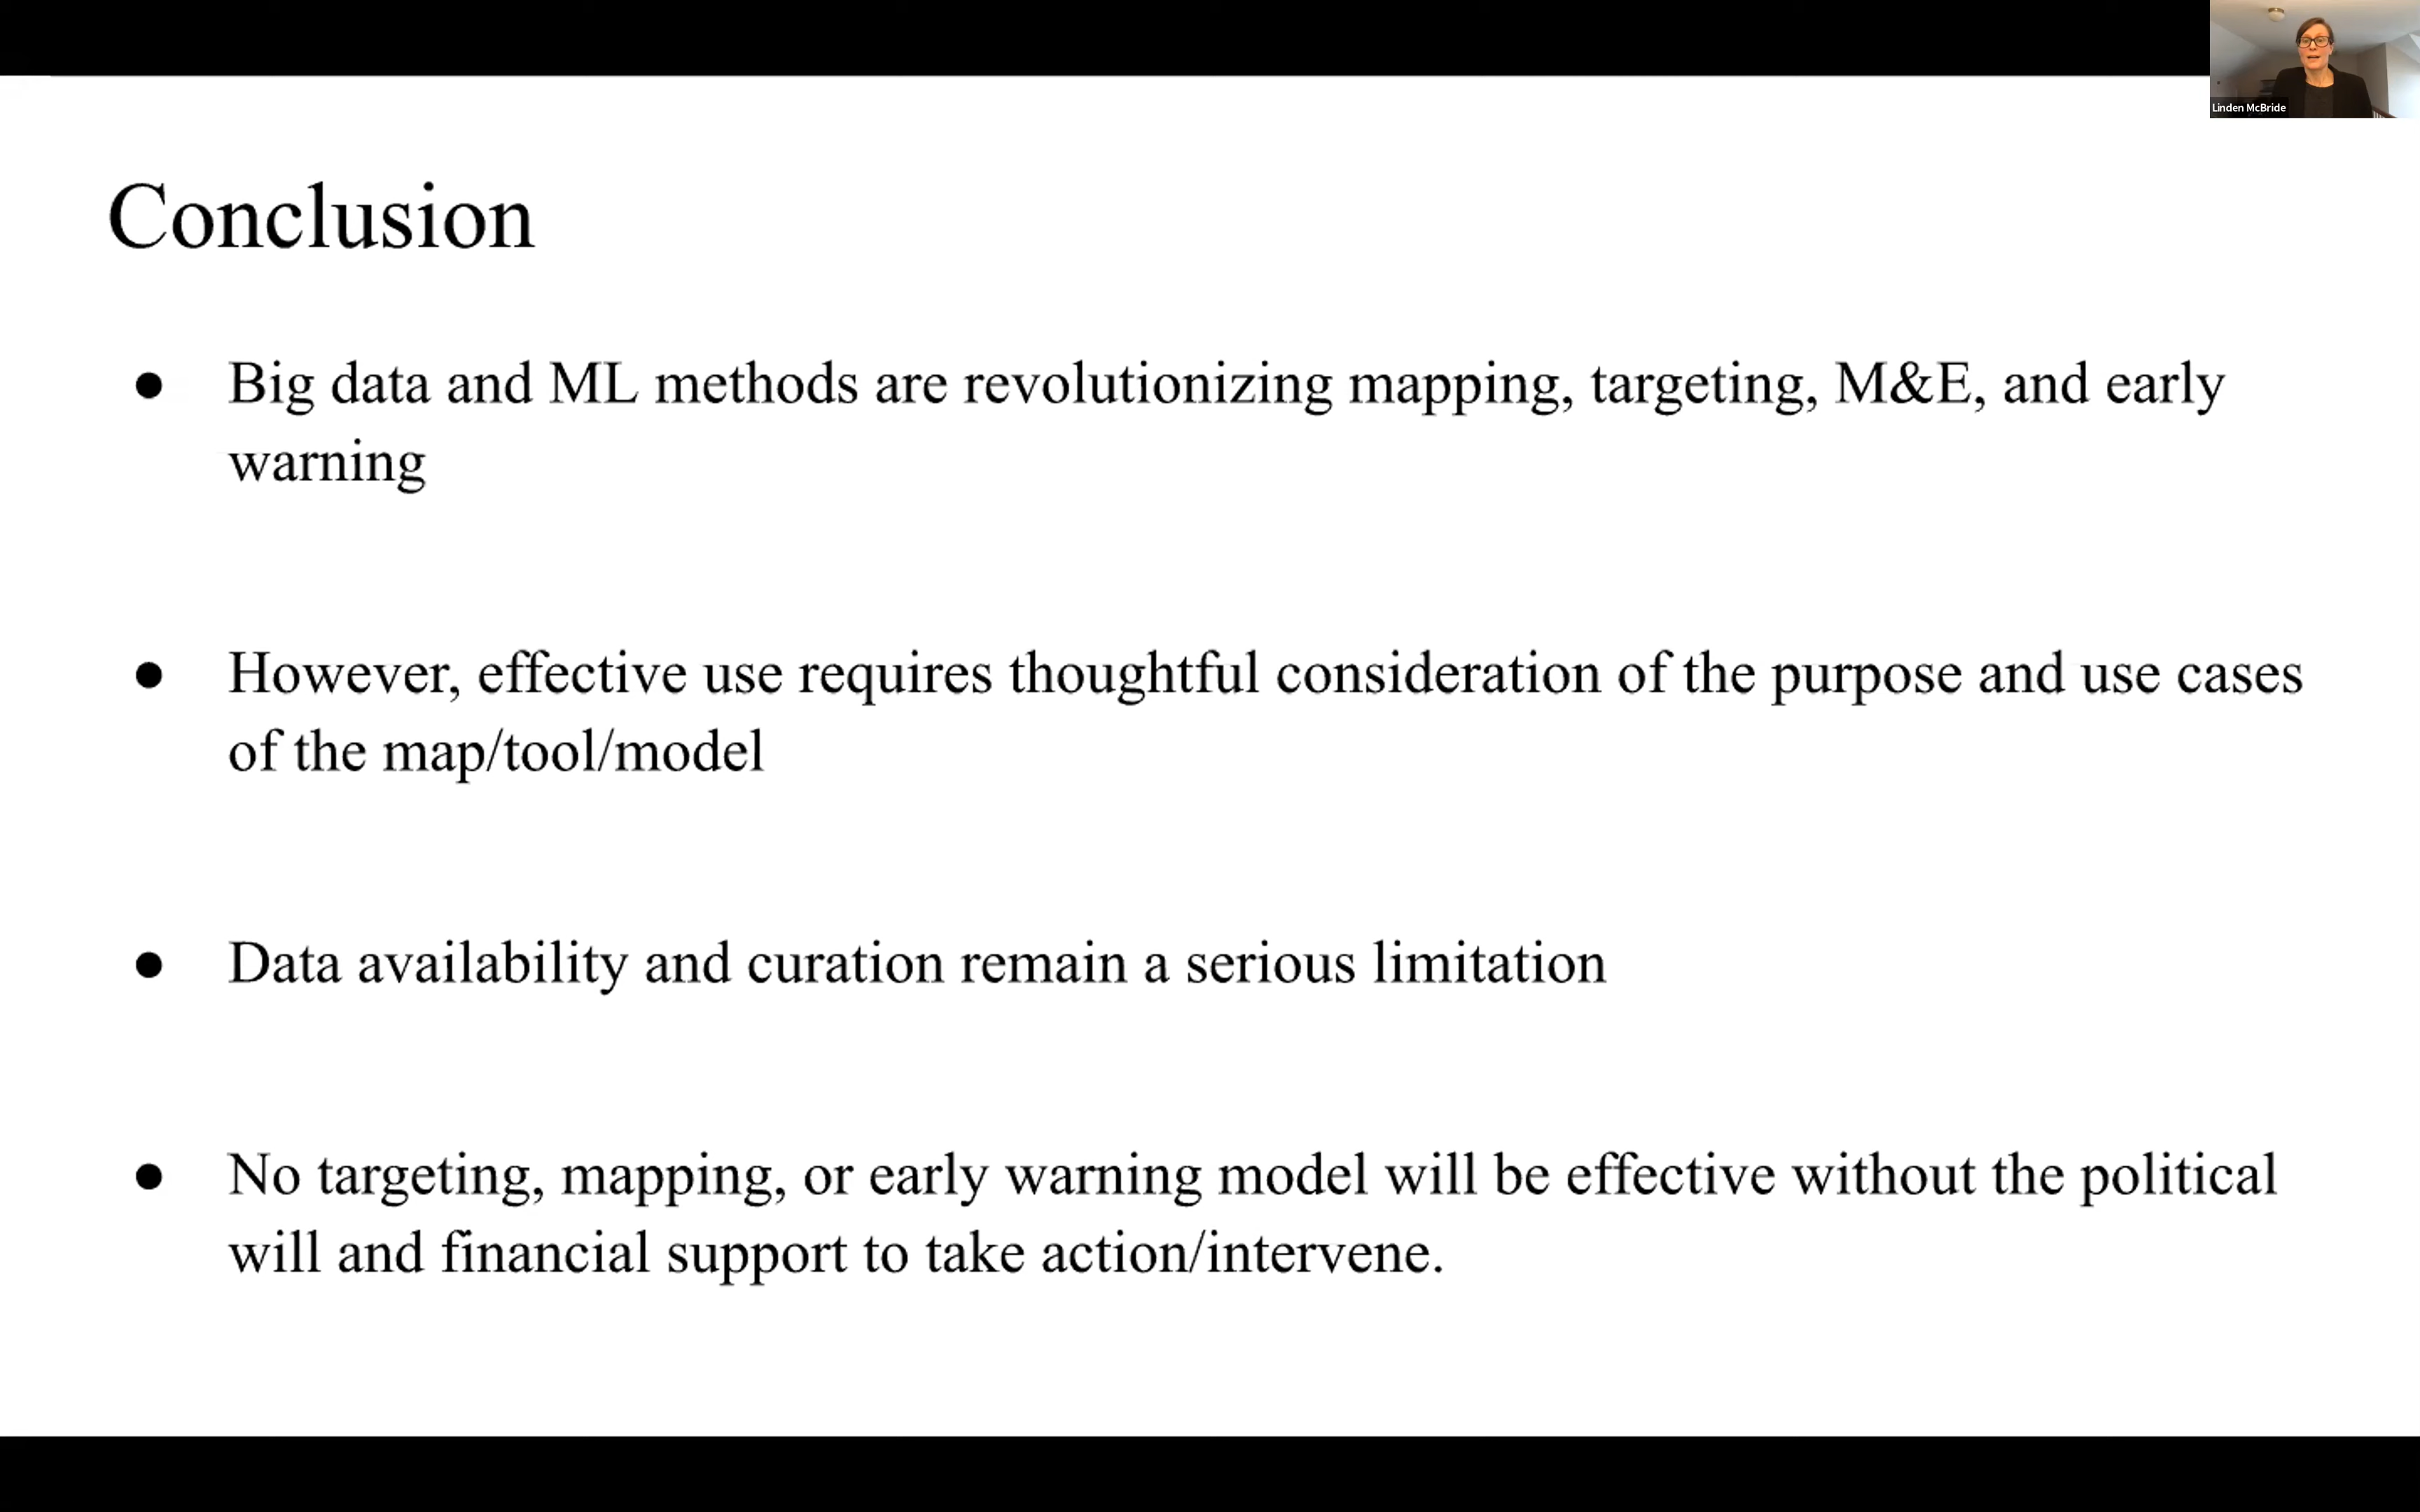 Linden McBride
Conclusion
● Big data and ML methods are revolutionizing mapping, targeting, M&E, and early
warning
● However, effective use requires thoughtful consideration of the purpose and use cases
of the map/tool/model
● Data availability and curation remain a serious limitation
● No targeting, mapping, or early warning model will be effective without the political
will and financial support to take action/intervene.